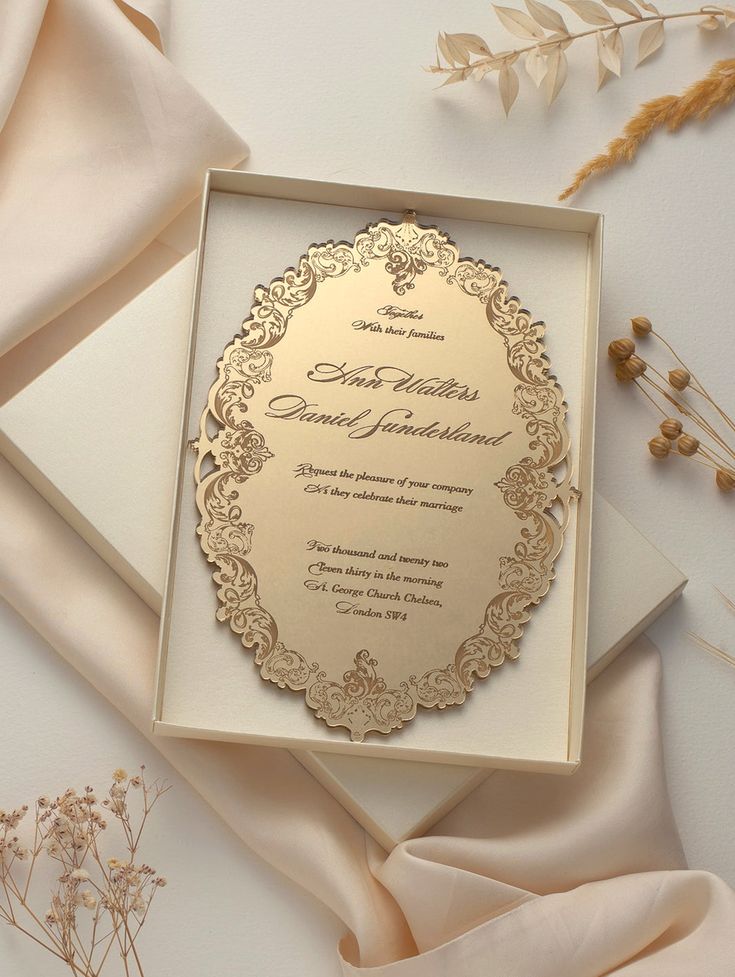 Together
With their families
Ann Walters
Daniel Sunderland
Request the pleasure of your company
As they celebrate their marriage
Two thousand and twenty two
Eleven thirty in the morning
St. George Church Chelsea,
London SW4